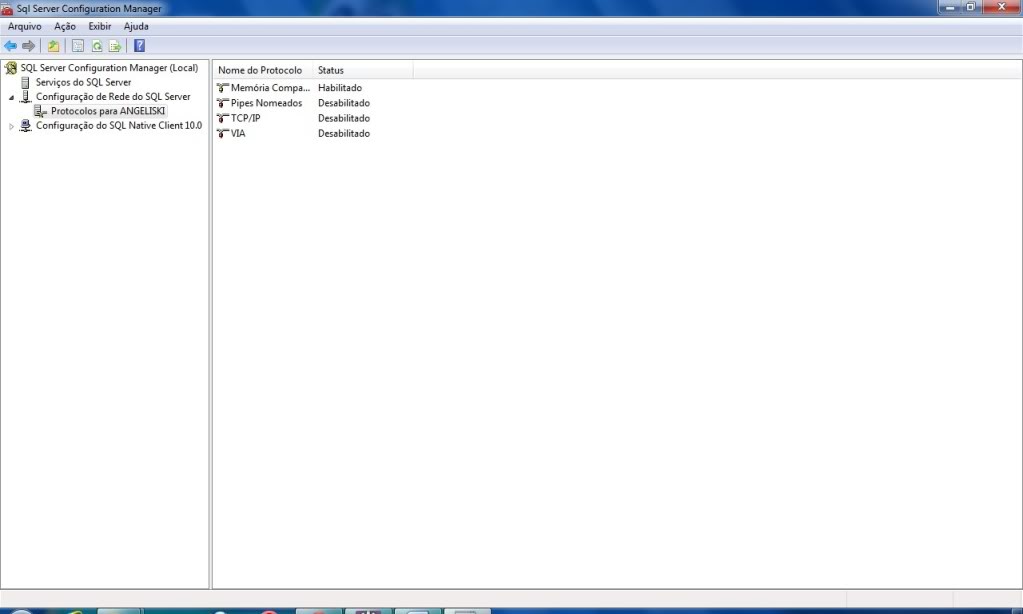 Sql Server Configuration Manager
Arquivo Ação Exibir Ajuda
SQL Server Configuration Manager (Local)
Serviços do SQL Server
Configuração de Rede do SQL Server
Protocolos para ANGELISKI
Configuração do SQL Native Client 10.0
Nome do Protocolo Status
Memória Compa... Habilitado
Pipes Nomeados Desabilitado
TCP/IP Desabilitado
VIA Desabilitado